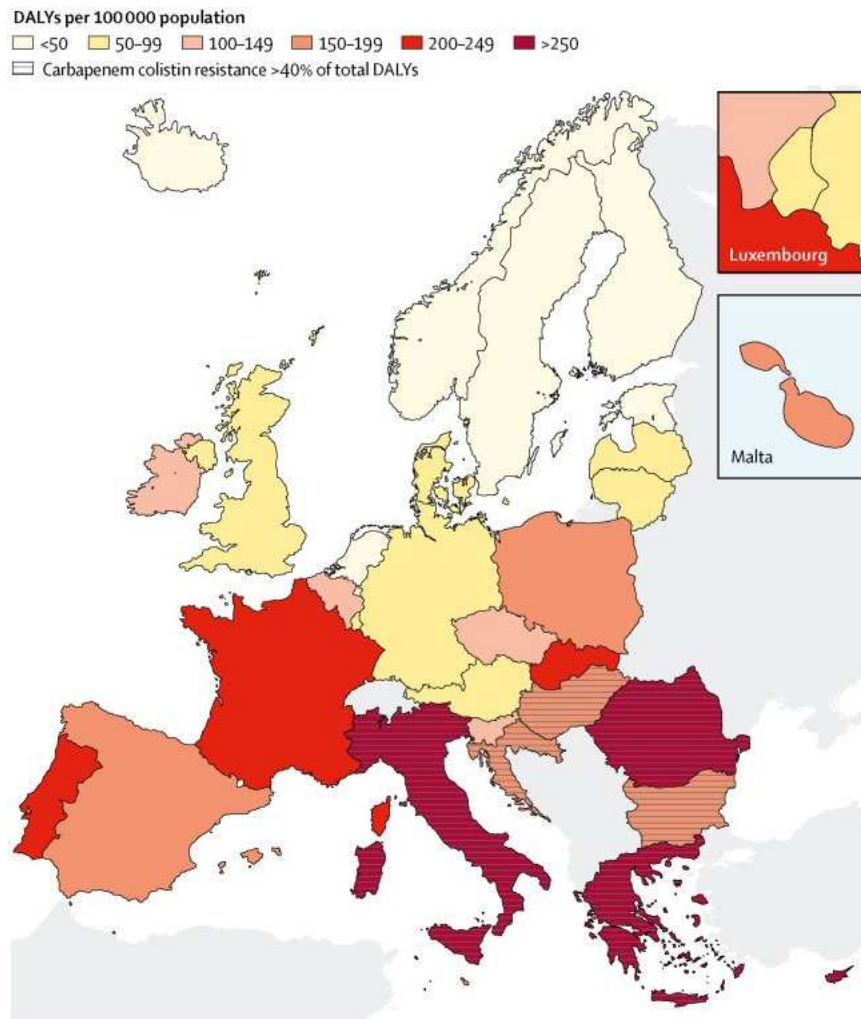 DALYs per 100 000 population
<50 50–99 100–149 150–199 200–249 >250
Carbapenem colistin resistance >40% of total DALYs
Luxembourg
Malta